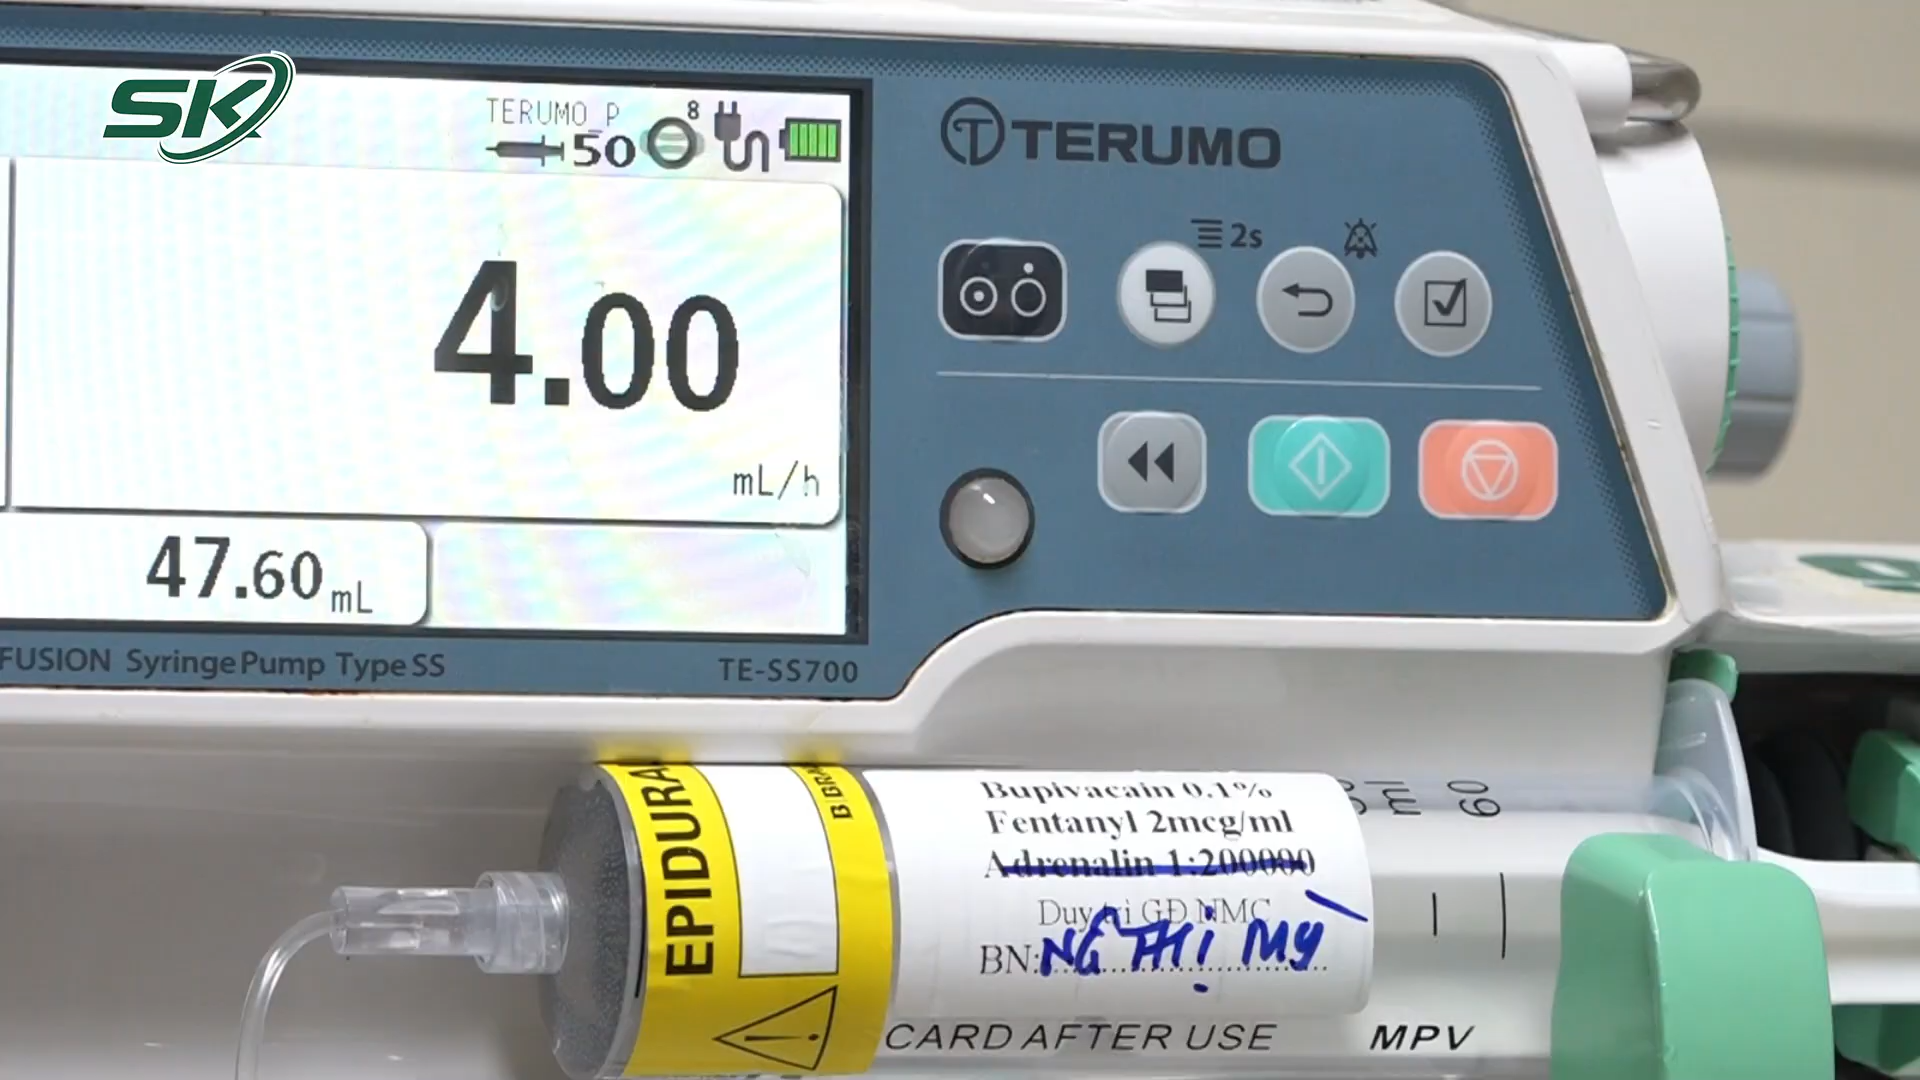 SK
TERUMO_P
50
8
4.00
mL/h
47.60 mL
FUSION Syringe Pump Type SS
TE-SS700
TERUMO
2s
EPIDURA
B BRA
Bupivacain 0.1%
Fentanyl 2mcg/ml
Adrenalin 1:200000
Duy trì GĐ NMC
BN:
THỊ Mỹ
ml 60
CARD AFTER USE MPV